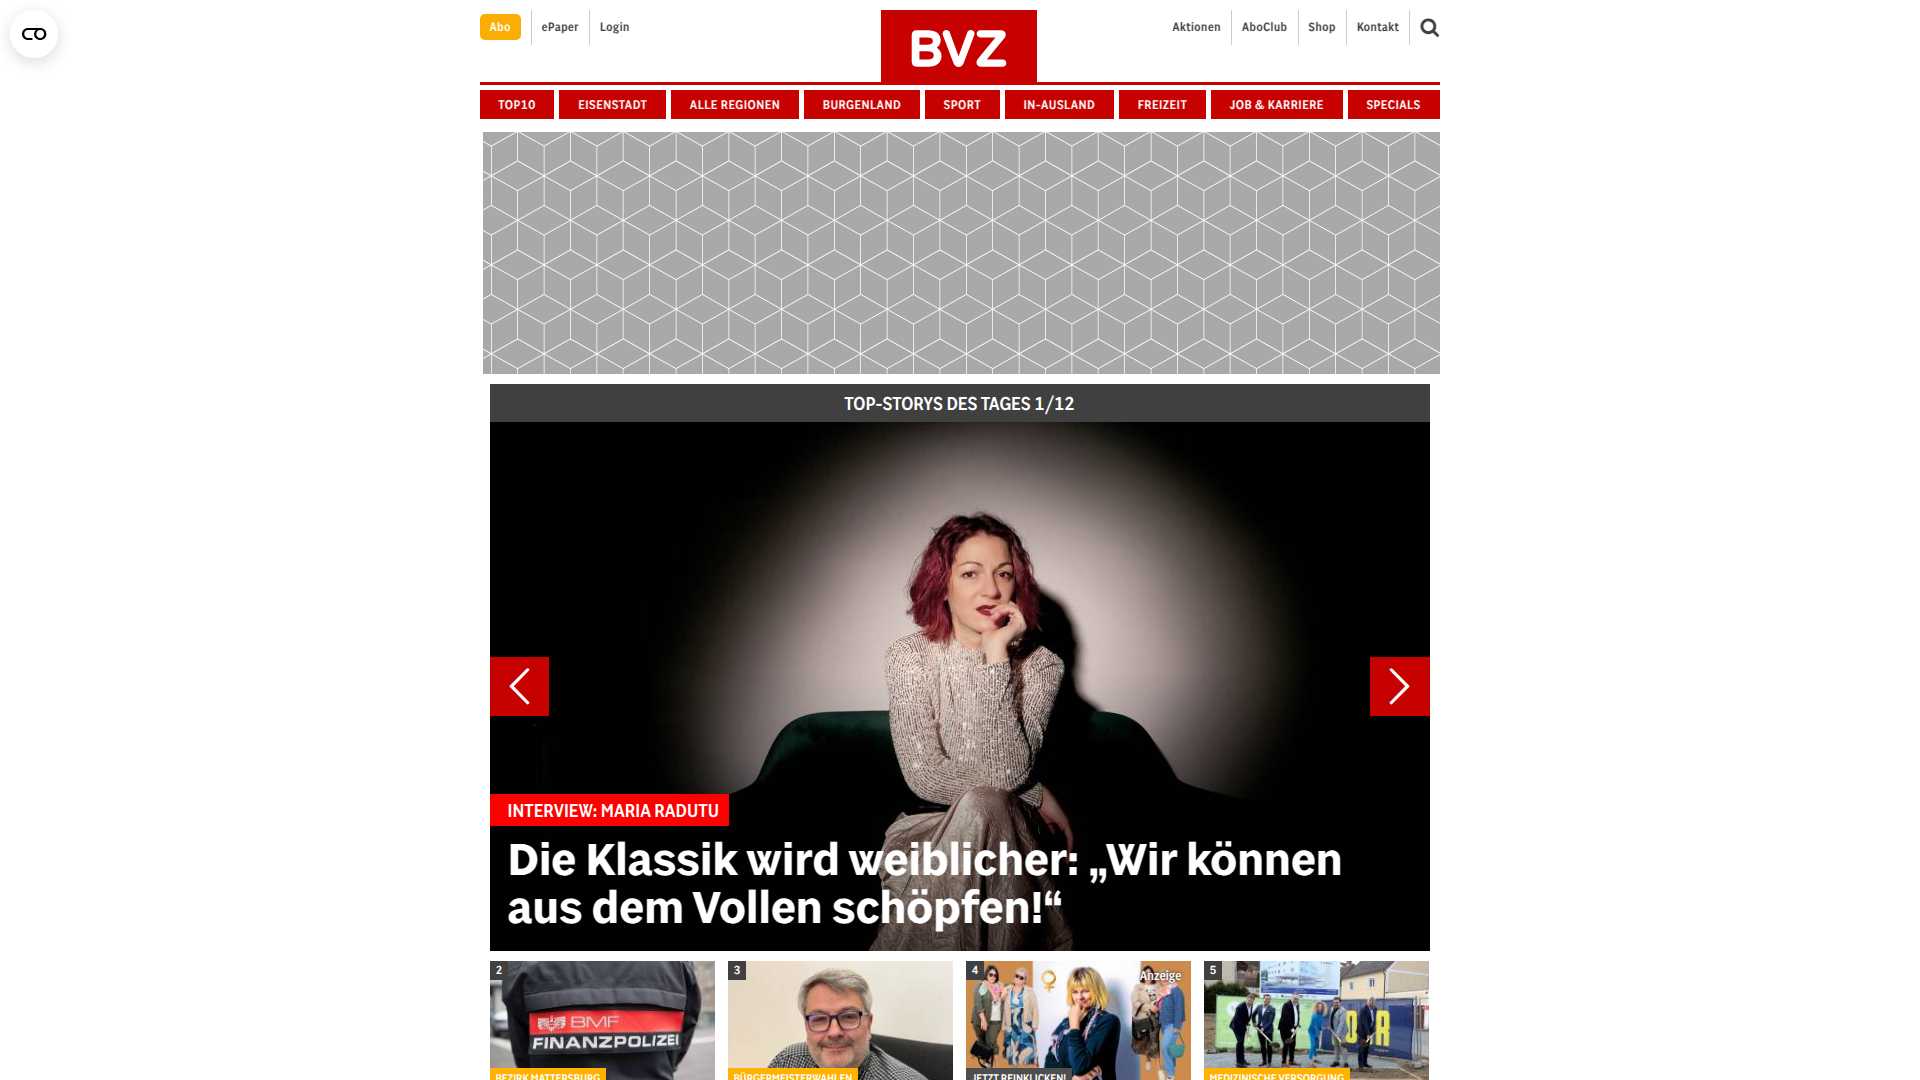 Abo
ePaper
Login
BVZ
Aktionen
AboClub
Shop
Kontakt
TOP10
EISENSTADT
ALLE REGIONEN
BURGENLAND
SPORT
IN-AUSLAND
FREIZEIT
JOB & KARRIERE
SPECIALS
TOP-STORYS DES TAGES 1/12
INTERVIEW: MARIA RADUTU
Die Klassik wird weiblicher: „Wir können
aus dem Vollen schöpfen!“
2
BMF
FINANZPOLIZEI
BEZIRK MATTERSBURG
3
BÜRGERMEISTERWAHLEN
4
Anzeige
JETZT REINKLICKEN!
5
MEDIZINISCHE VERSORGUNG